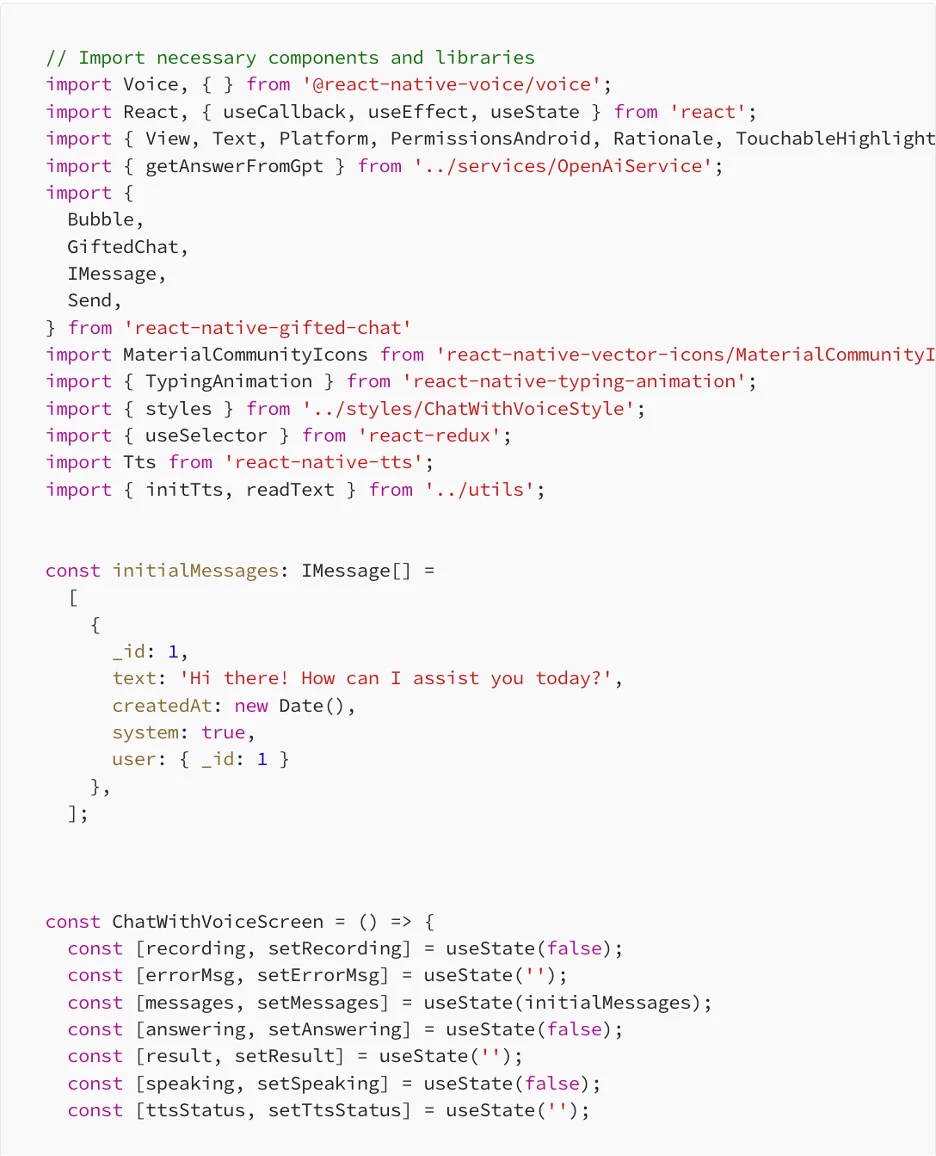 // Import necessary components and libraries
import Voice, { } from '@react-native-voice/voice';
import React, { useCallback, useEffect, useState } from 'react';
import { View, Text, Platform, PermissionsAndroid, Rationale, TouchableHighlight
import { getAnswerFromGpt } from '../services/OpenAiService';
import {
  Bubble,
  GiftedChat,
  IMessage,
  Send,
} from 'react-native-gifted-chat'
import MaterialCommunityIcons from 'react-native-vector-icons/MaterialCommunityI
import { TypingAnimation } from 'react-native-typing-animation';
import { styles } from '../styles/ChatWithVoiceStyle';
import { useSelector } from 'react-redux';
import Tts from 'react-native-tts';
import { initTts, readText } from '../utils';
const initialMessages: IMessage[] =
  [
    {
      _id: 1,
      text: 'Hi there! How can I assist you today?',
      createdAt: new Date(),
      system: true,
      user: { _id: 1 }
    },
  ];
const ChatWithVoiceScreen = () => {
  const [recording, setRecording] = useState(false);
  const [errorMsg, setErrorMsg] = useState('');
  const [messages, setMessages] = useState(initialMessages);
  const [answering, setAnswering] = useState(false);
  const [result, setResult] = useState('');
  const [speaking, setSpeaking] = useState(false);
  const [ttsStatus, setTtsStatus] = useState('');